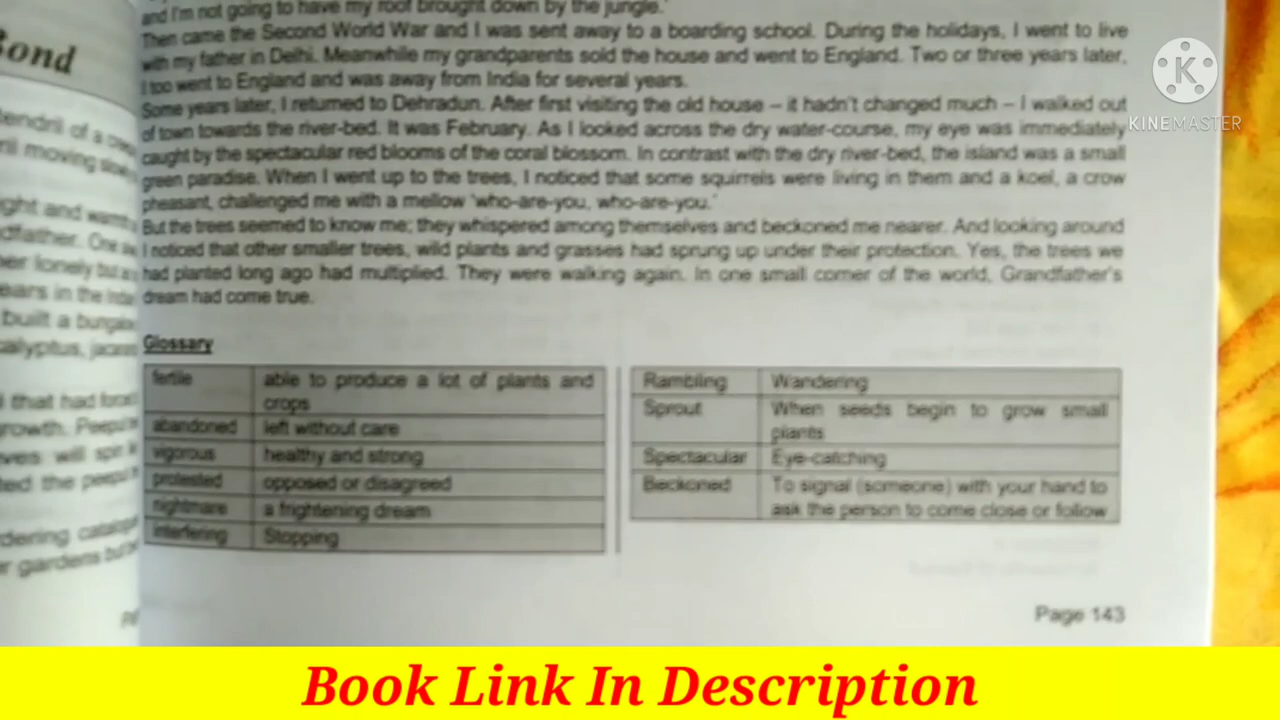 Bond
tendril of a
moving slow
and I'm not going to have my roof brought down by the jungle.'
Then came the Second World War and I was sent away to a boarding school. During the holidays, I went to live
with my father in Delhi. Meanwhile my grandparents sold the house and went to England. Two or three years later,
I too went to England and was away from India for several years.
Some years later, I returned to Dehradun. After first visiting the old house – it hadn't changed much – I walked out
of town towards the river-bed. It was February. As I looked across the dry water-course, my eye was immediately
caught by the spectacular red blooms of the coral blossom. In contrast with the dry river-bed, the island was a small
green paradise. When I went up to the trees, I noticed that some squirrels were living in them and a koel, a crow
pheasant, challenged me with a mellow 'who-are-you, who-are-you.'
But the trees seemed to know me; they whispered among themselves and beckoned me nearer. And looking around
I noticed that other smaller trees, wild plants and grasses had sprung up under their protection. Yes, the trees we
had planted long ago had multiplied. They were walking again. In one small corner of the world, Grandfather's
dream had come true.
Glossary
fertile able to produce a lot of plants and
crops
abandoned left without care
vigorous healthy and strong
protested opposed or disagreed
nightmare a frightening dream
interfering Stopping
Rambling Wandering
Sprout When seeds begin to grow small
plants
Spectacular Eye-catching
Beckoned To signal (someone) with your hand to
ask the person to come close or follow
Page 143
KINEMASTER
Book Link In Description